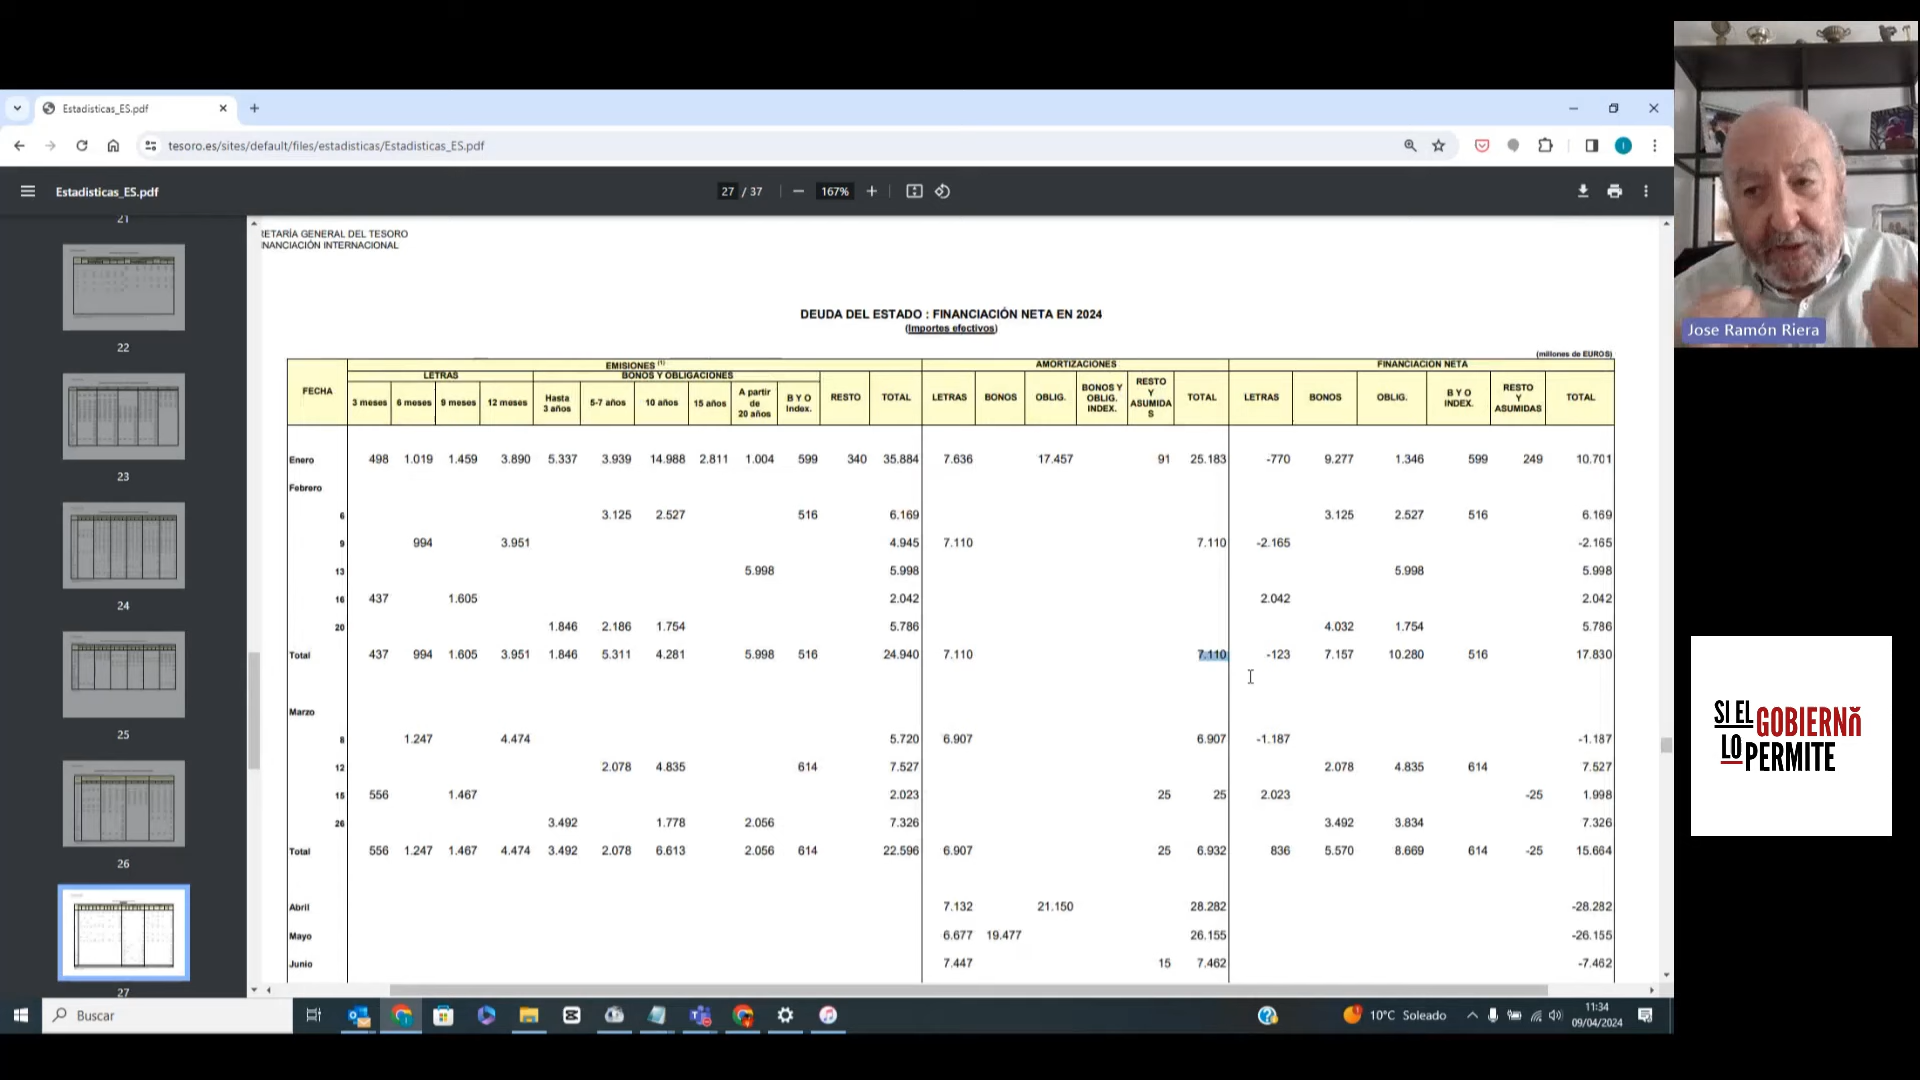 Estadisticas_ES.pdf
tesoro.es/sites/default/files/estadisticas/Estadisticas_ES.pdf
Estadisticas_ES.pdf
27 / 37
167%
21
22
23
24
25
26
27
ETARÍA GENERAL DEL TESORO
NANCIACIÓN INTERNACIONAL
DEUDA DEL ESTADO : FINANCIACIÓN NETA EN 2024
(Importes efectivos)
(millones de EUROS)
FECHA EMISIONES (1) AMORTIZACIONES FINANCIACION NETA
LETRAS BONOS Y OBLIGACIONES
3 meses 6 meses 9 meses 12 meses Hasta 3 años 5-7 años 10 años 15 años A partir de 20 años B Y O Index. RESTO TOTAL LETRAS BONOS OBLIG. BONOS Y OBLIG. INDEX. RESTO Y ASUMIDAS TOTAL LETRAS BONOS OBLIG. B Y O INDEX. RESTO Y ASUMIDAS TOTAL
Enero 498 1.019 1.459 3.890 5.337 3.939 14.988 2.811 1.004 599 340 35.884 7.636 17.457 91 25.183 -770 9.277 1.346 599 249 10.701
Febrero
6 3.125 2.527 516 6.169 3.125 2.527 516 6.169
9 994 3.951 4.945 7.110 7.110 -2.165 -2.165
13 5.998 5.998 5.998 5.998
16 437 1.605 2.042 2.042 2.042
20 1.846 2.186 1.754 5.786 4.032 1.754 5.786
Total 437 994 1.605 3.951 1.846 5.311 4.281 5.998 516 24.940 7.110 7.110 -123 7.157 10.280 516 17.830
Marzo
8 1.247 4.474 5.720 6.907 6.907 -1.187 -1.187
12 2.078 4.835 614 7.527 2.078 4.835 614 7.527
15 556 1.467 2.023 25 25 2.023 -25 1.998
26 3.492 1.778 2.056 7.326 3.492 3.834 7.326
Total 556 1.247 1.467 4.474 3.492 2.078 6.613 2.056 614 22.596 6.907 25 6.932 836 5.570 8.669 614 -25 15.664
Abril 7.132 21.150 28.282 -28.282
Mayo 6.677 19.477 26.155 -26.155
Junio 7.447 15 7.462 -7.462
Jose Ramón Riera
SI EL GOBIERNÑ
LO PERMITE
Buscar
10°C Soleado
11:34
09/04/2024